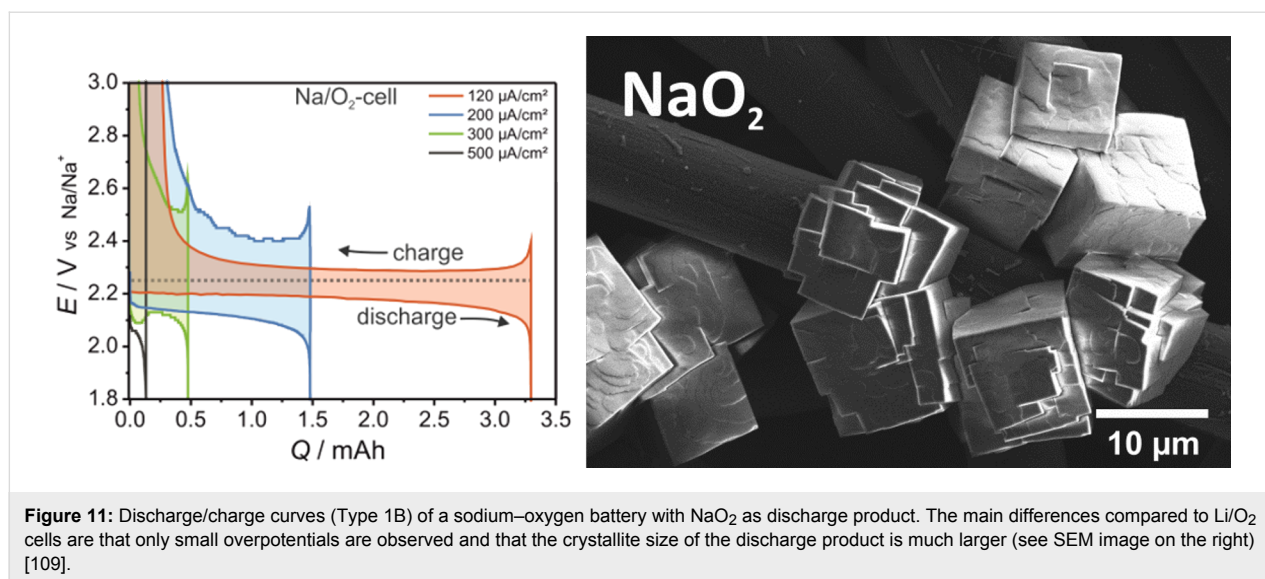 3.0
2.8
2.6
2.4
2.2
2.0
1.8
E / V vs Na/Na⁺
0.0 0.5 1.0 1.5 2.0 2.5 3.0 3.5
Q / mAh
Na/O₂-cell
120 µA/cm²
200 µA/cm²
300 µA/cm²
500 µA/cm²
charge
discharge
NaO₂
10 µm
Figure 11: Discharge/charge curves (Type 1B) of a sodium–oxygen battery with NaO₂ as discharge product. The main differences compared to Li/O₂
cells are that only small overpotentials are observed and that the crystallite size of the discharge product is much larger (see SEM image on the right)
[109].